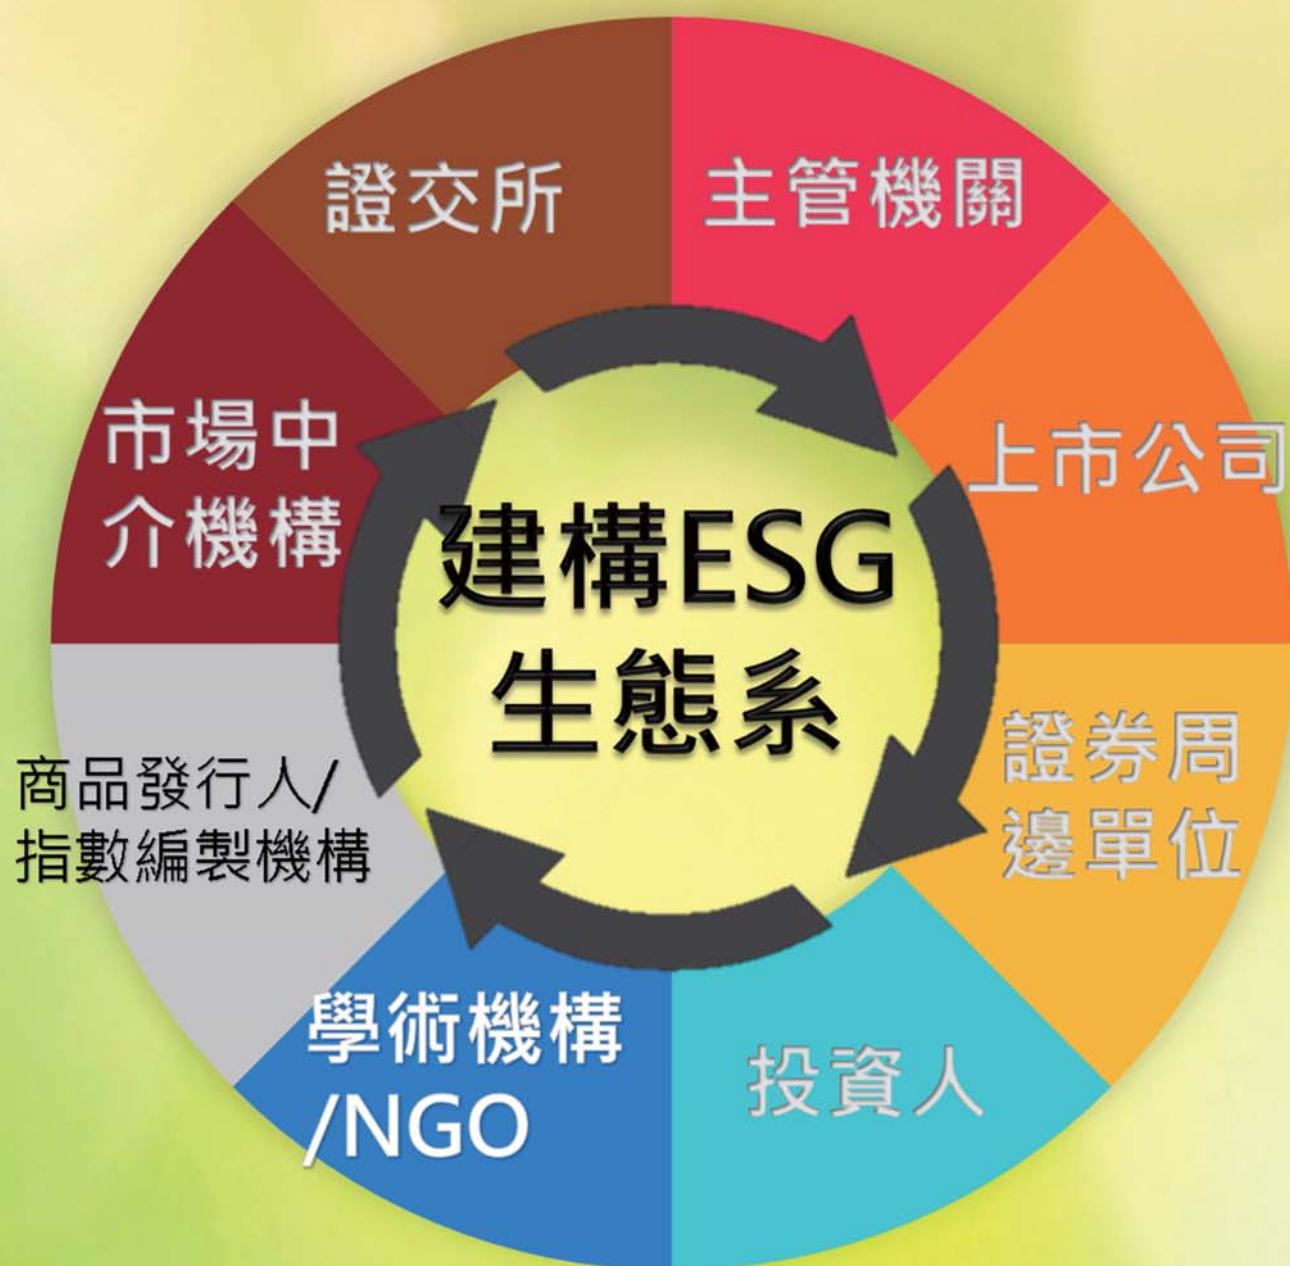 證交所
主管機關
上市公司
證券周
邊單位
投資人
學術機構
/NGO
商品發行人/
指數編製機構
市場中
介機構
建構ESG
生態系